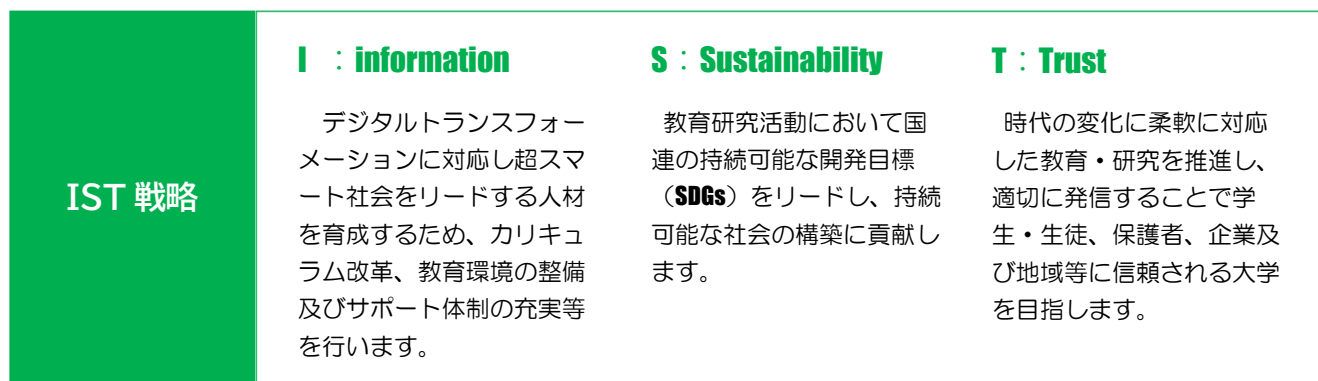 IST 戦略
I ：information
デジタルトランスフォー
メーションに対応し超スマ
ート社会をリードする人材
を育成するため、カリキュ
ラム改革、教育環境の整備
及びサポート体制の充実等
を行います。
S：Sustainability
教育研究活動において国
連の持続可能な開発目標
（SDGs）をリードし、持続
可能な社会の構築に貢献し
ます。
T：Trust
時代の変化に柔軟に対応
した教育・研究を推進し、
適切に発信することで学
生・生徒、保護者、企業及
び地域等に信頼される大学
を目指します。